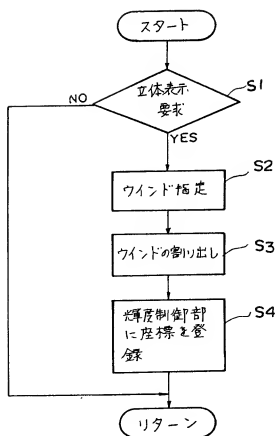 スタート
S1
立体表示
要求
NO
YES
S2
ウインド指定
S3
ウインドの割り出し
S4
輝度制御部
に座標を登
録
リターン